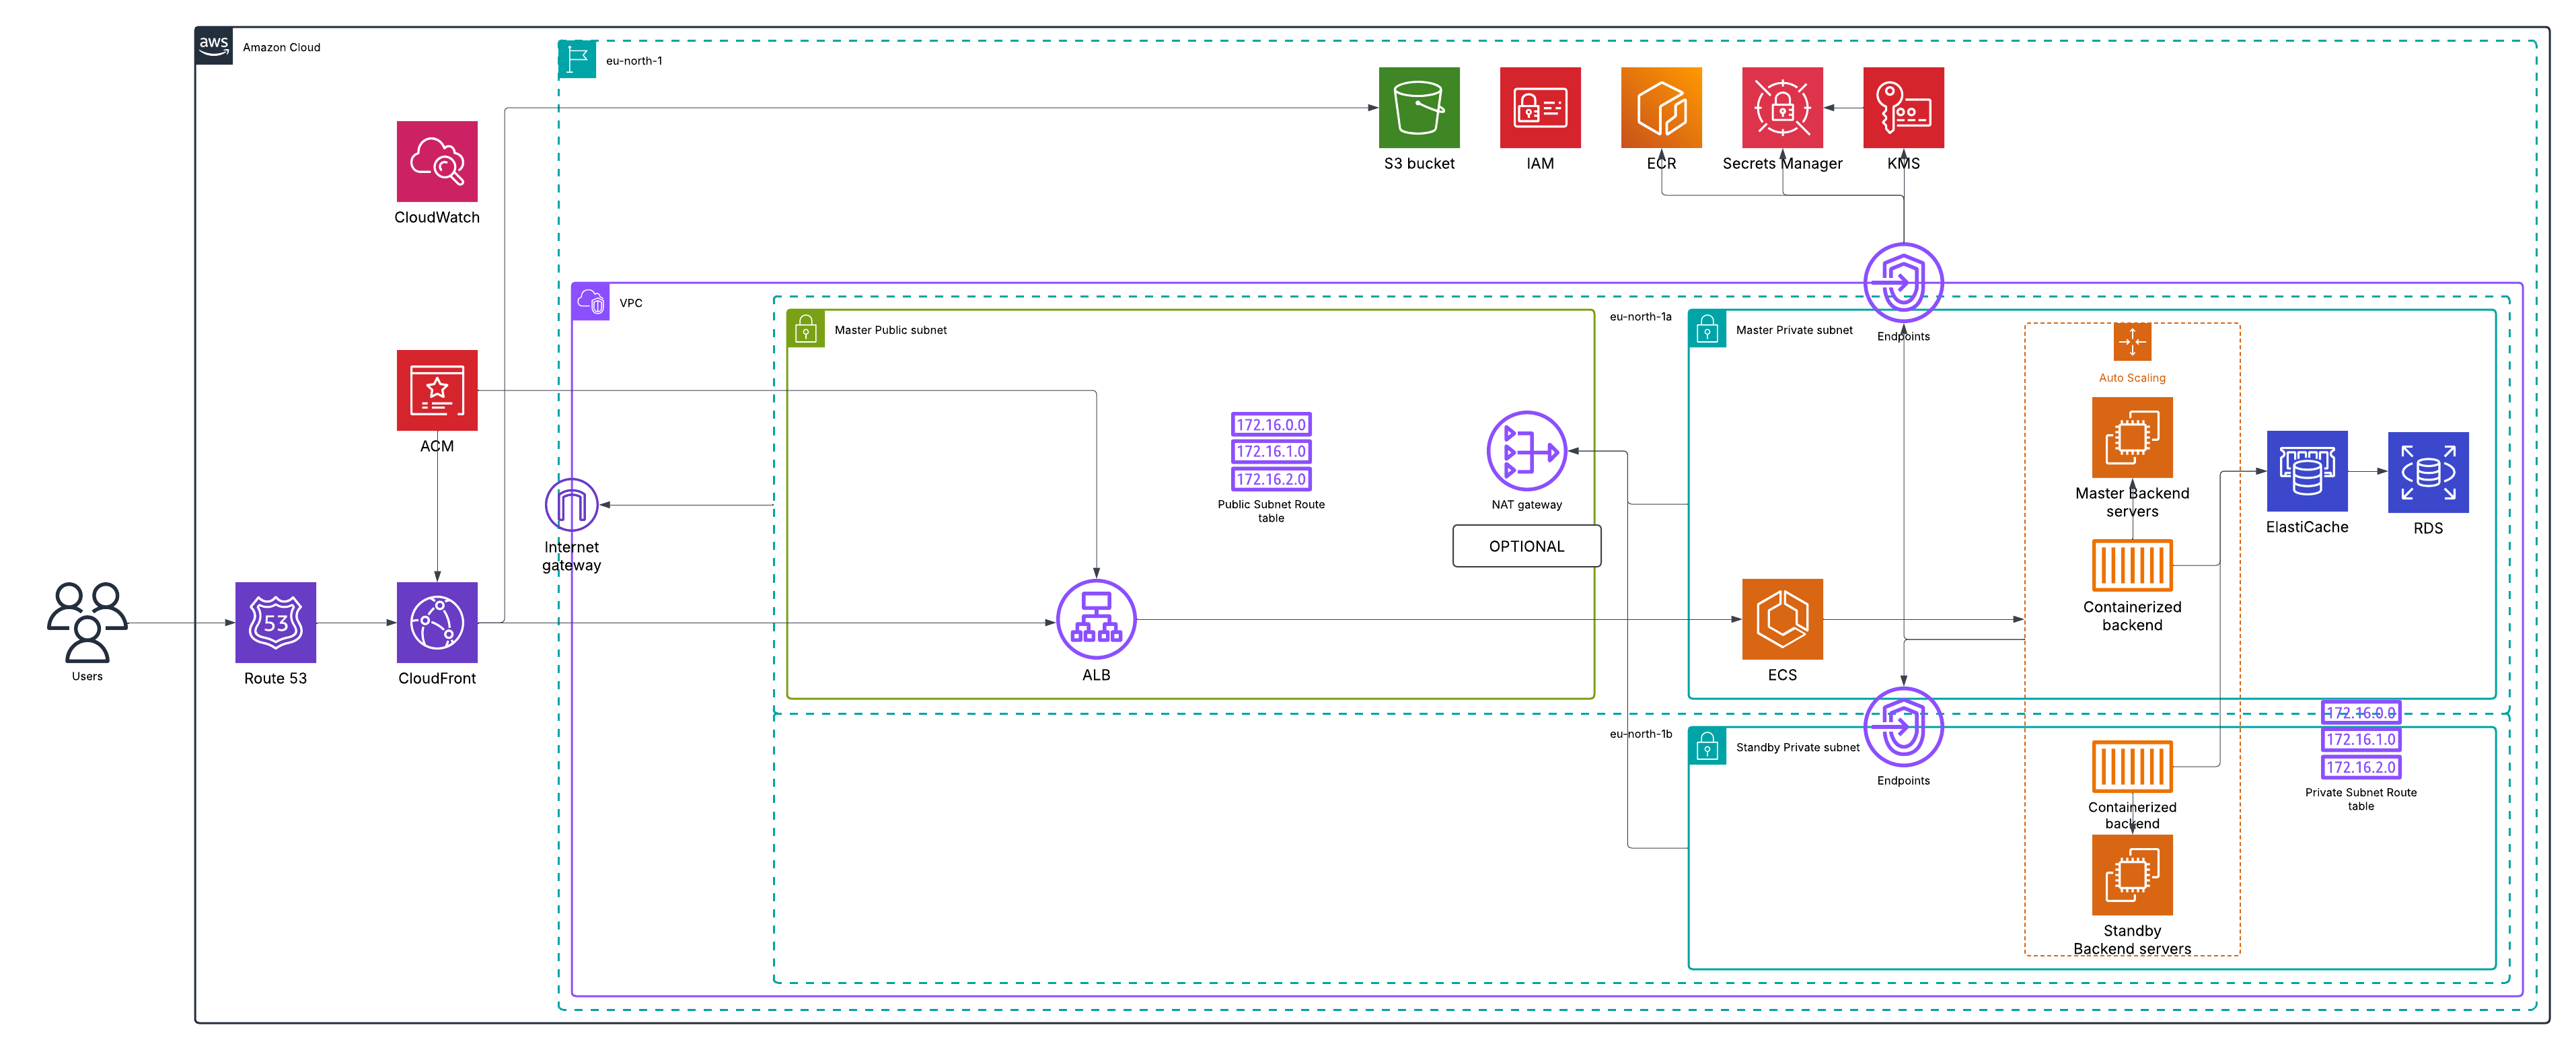 aws
Amazon Cloud
eu-north-1
S3 bucket
IAM
ECR
Secrets Manager
KMS
CloudWatch
VPC
Master Public subnet
eu-north-1a
Master Private subnet
Endpoints
Auto Scaling
ACM
172.16.0.0
172.16.1.0
172.16.2.0
Public Subnet Route
table
NAT gateway
OPTIONAL
Master Backend
servers
ElastiCache
RDS
Internet
gateway
Containerized
backend
Users
53
Route 53
CloudFront
ALB
ECS
eu-north-1b
Standby Private subnet
Endpoints
172.16.0.0
172.16.1.0
172.16.2.0
Private Subnet Route
table
Containerized
backend
Standby
Backend servers